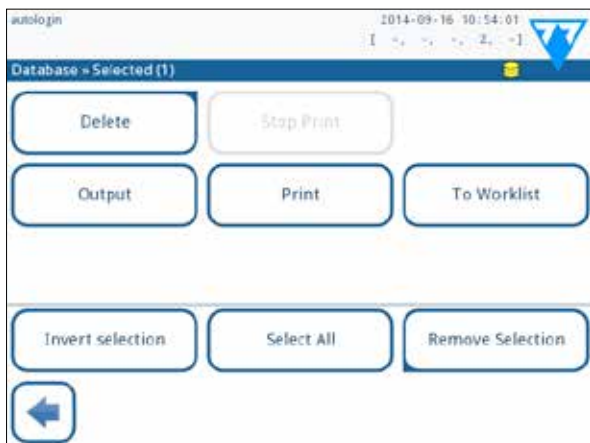 autologin 2014-09-16 10:54:01
[ -, -, -, 2, -]
Database » Selected (1)
Delete Stop Print
Output Print To Worklist
Invert selection Select All Remove Selection